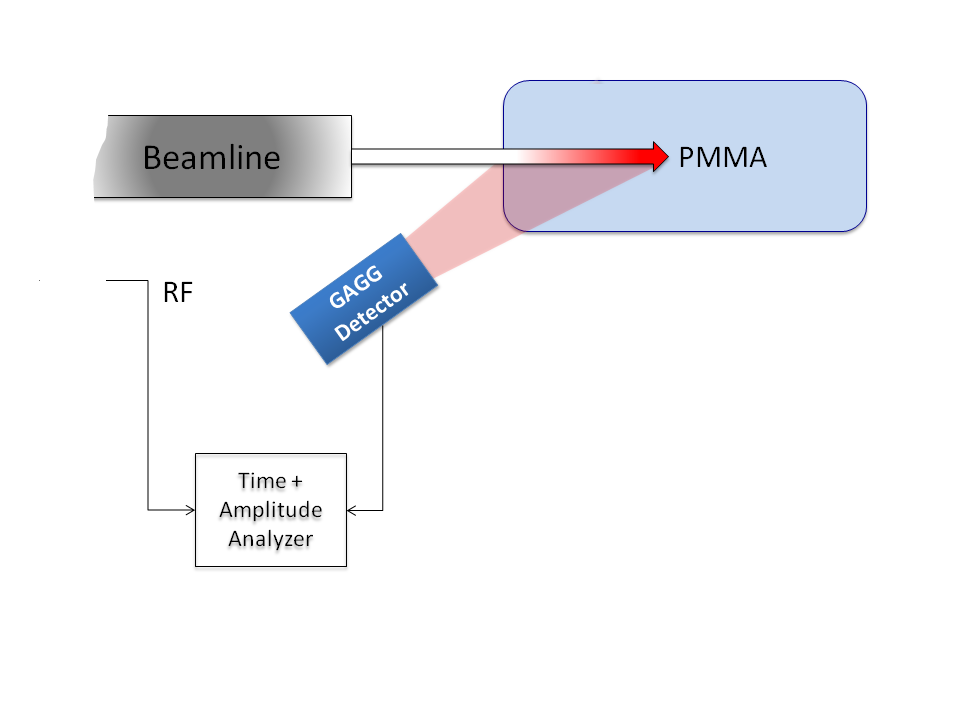 Beamline
PMMA
GAGG
Detector
RF
Time +
Amplitude
Analyzer